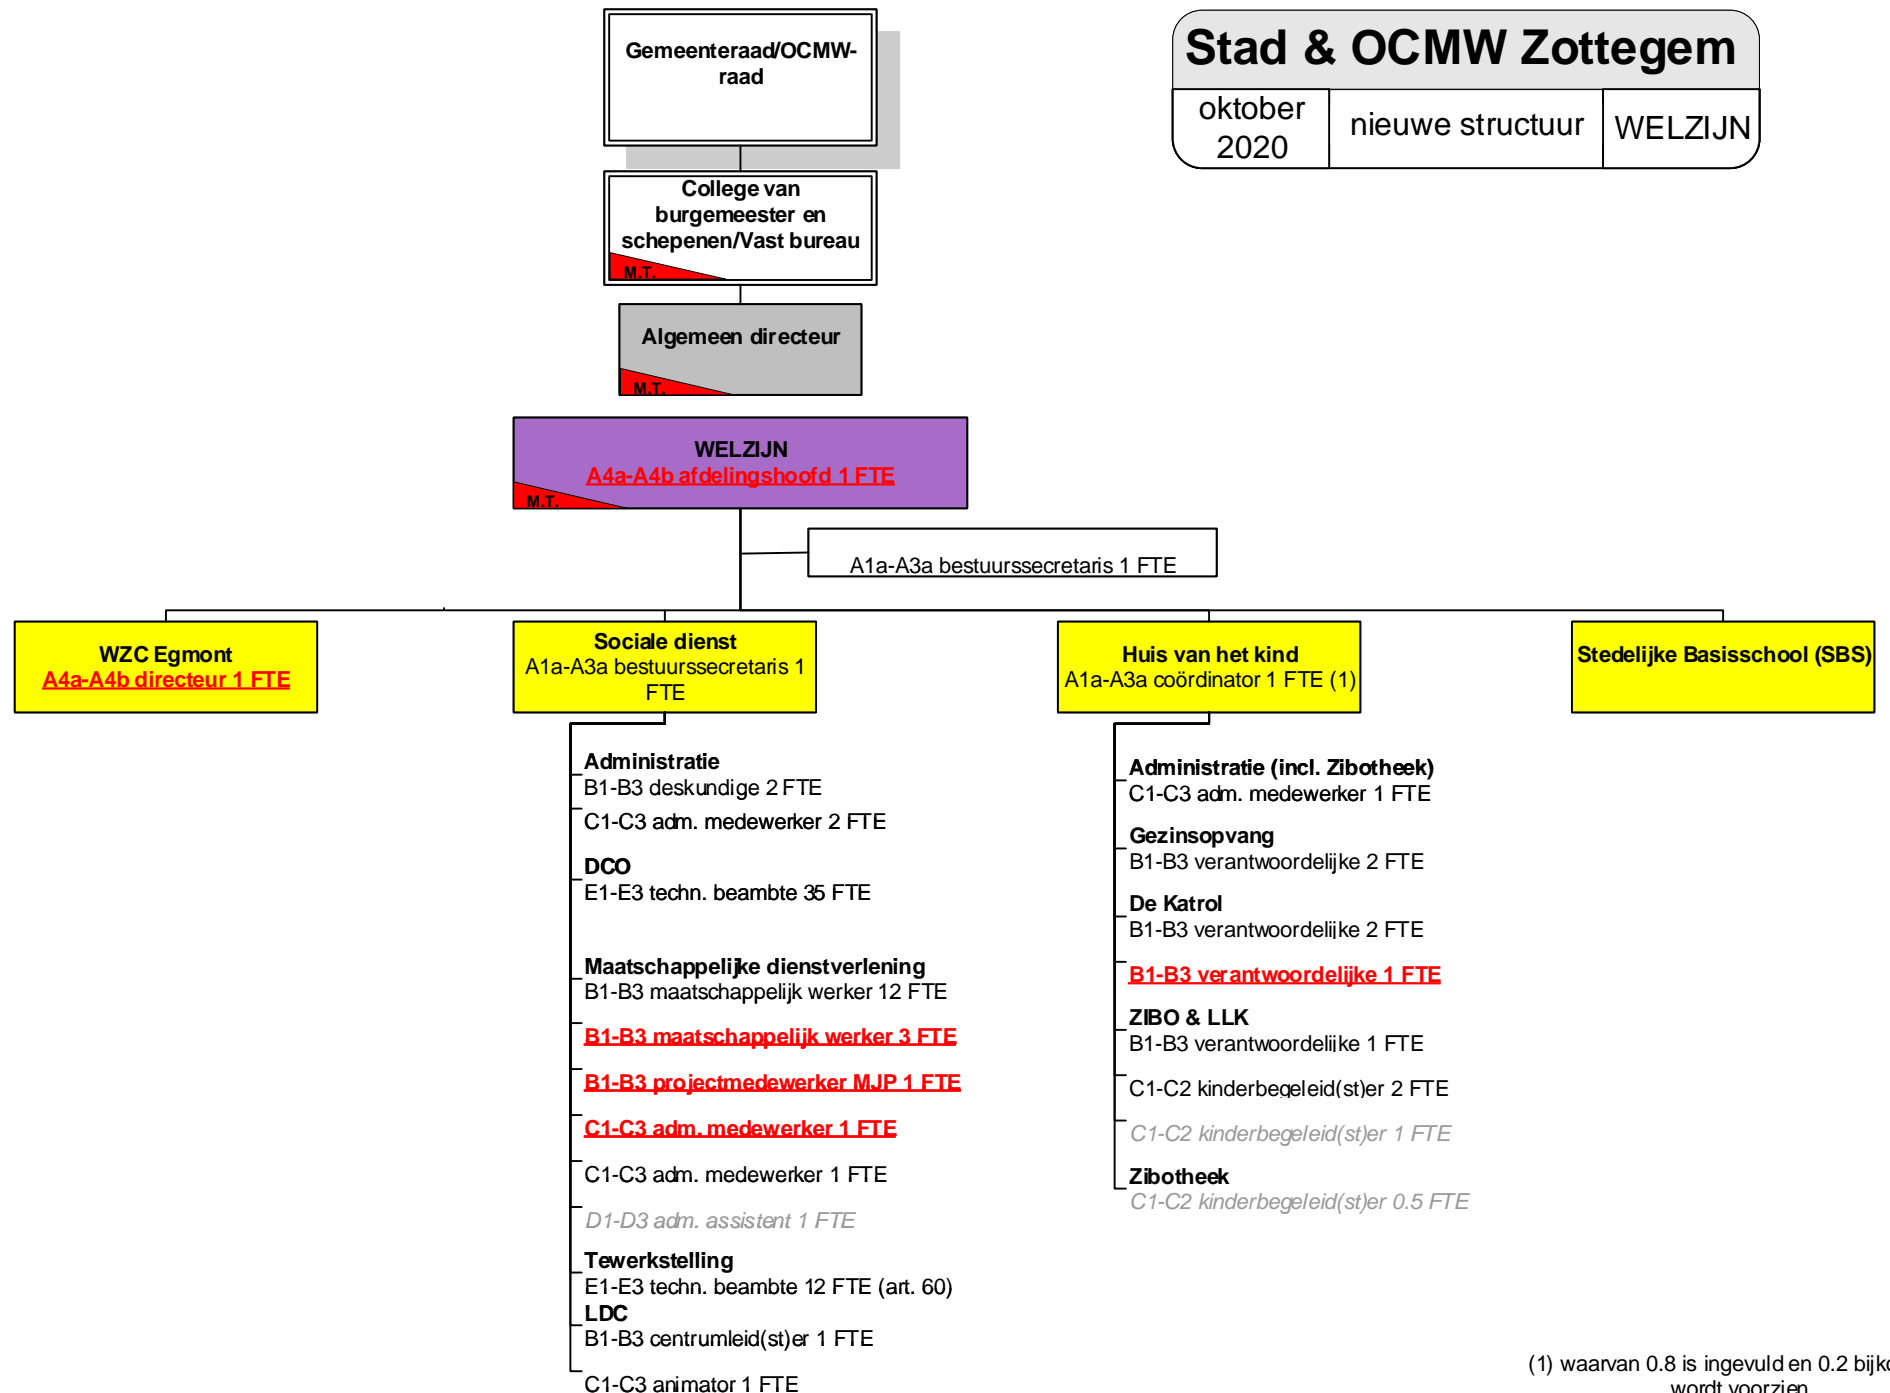 Gemeenteraad/OCMW-
raad
Stad & OCMW Zottegem
oktober
2020
nieuwe structuur
WELZIJN
College van
burgemeester en
schepenen/Vast bureau
M.T.
Algemeen directeur
M.T.
WELZIJN
A4a-A4b afdelingshoofd 1 FTE
M.T.
A1a-A3a bestuurssecretaris 1 FTE
WZC Egmont
A4a-A4b directeur 1 FTE
Sociale dienst
A1a-A3a bestuurssecretaris 1
FTE
Huis van het kind
A1a-A3a coördinator 1 FTE (1)
Stedelijke Basisschool (SBS)
Administratie
B1-B3 deskundige 2 FTE
C1-C3 adm. medewerker 2 FTE
DCO
E1-E3 techn. beambte 35 FTE
Maatschappelijke dienstverlening
B1-B3 maatschappelijk werker 12 FTE
B1-B3 maatschappelijk werker 3 FTE
B1-B3 projectmedewerker MJP 1 FTE
C1-C3 adm. medewerker 1 FTE
C1-C3 adm. medewerker 1 FTE
D1-D3 adm. assistent 1 FTE
Tewerkstelling
E1-E3 techn. beambte 12 FTE (art. 60)
LDC
B1-B3 centrumleid(st)er 1 FTE
C1-C3 animator 1 FTE
Administratie (incl. Zibotheek)
C1-C3 adm. medewerker 1 FTE
Gezinsopvang
B1-B3 verantwoordelijke 2 FTE
De Katrol
B1-B3 verantwoordelijke 2 FTE
B1-B3 verantwoordelijke 1 FTE
ZIBO & LLK
B1-B3 verantwoordelijke 1 FTE
C1-C2 kinderbegeleid(st)er 2 FTE
C1-C2 kinderbegeleid(st)er 1 FTE
Zibotheek
C1-C2 kinderbegeleid(st)er 0.5 FTE
(1) waarvan 0.8 is ingevuld en 0.2
wordt voorzien